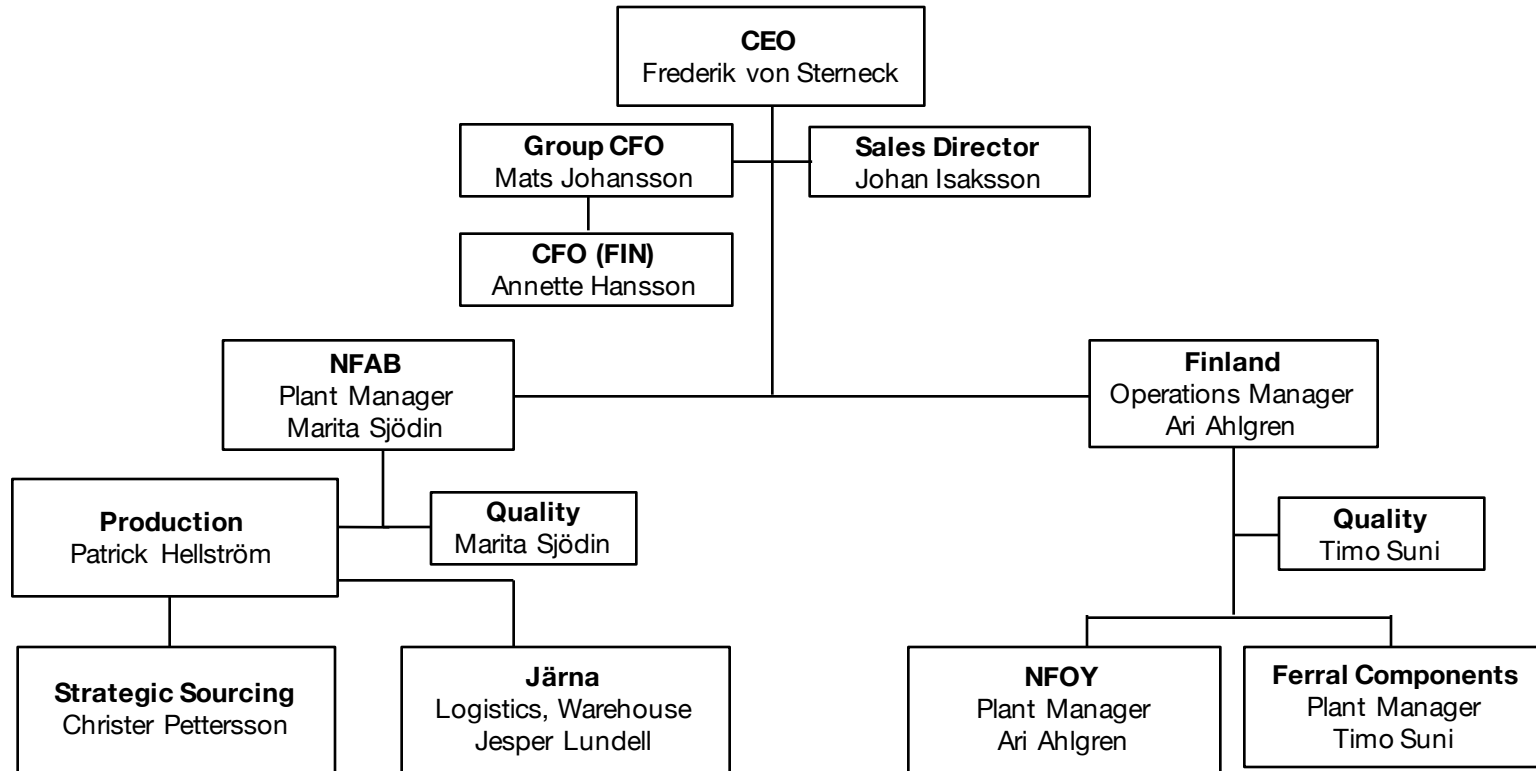 CEO
Frederik von Sterneck
Group CFO
Mats Johansson
Sales Director
Johan Isaksson
CFO (FIN)
Annette Hansson
NFAB
Plant Manager
Marita Sjödin
Finland
Operations Manager
Ari Ahlgren
Production
Patrick Hellström
Quality
Marita Sjödin
Quality
Timo Suni
Strategic Sourcing
Christer Pettersson
Järna
Logistics, Warehouse
Jesper Lundell
NFOY
Plant Manager
Ari Ahlgren
Ferral Components
Plant Manager
Timo Suni